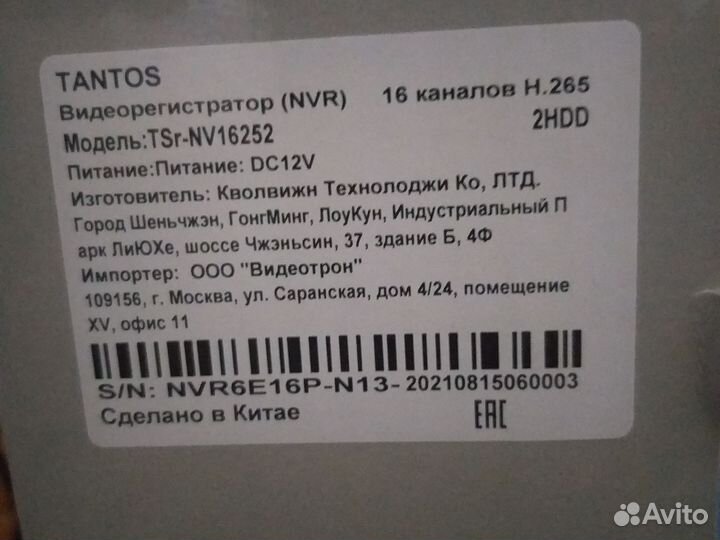 TANTOS
Видеорегистратор (NVR) 16 каналов H.265
Модель:TSr-NV16252 2HDD
Питание:Питание: DC12V
Изготовитель: Кволвижн Технолоджи Ко, ЛТД.
Город Шеньчжэн, ГонгМинг, ЛоуКун, Индустриальный П
арк ЛиЮХе, шоссе Чжэньсин, 37, здание Б, 4Ф
Импортер: ООО "Видеотрон"
109156, г. Москва, ул. Саранская, дом 4/24, помещение
XV, офис 11
S/N: NVR6E16P-N13-20210815060003
Сделано в Китае EAC
Avito